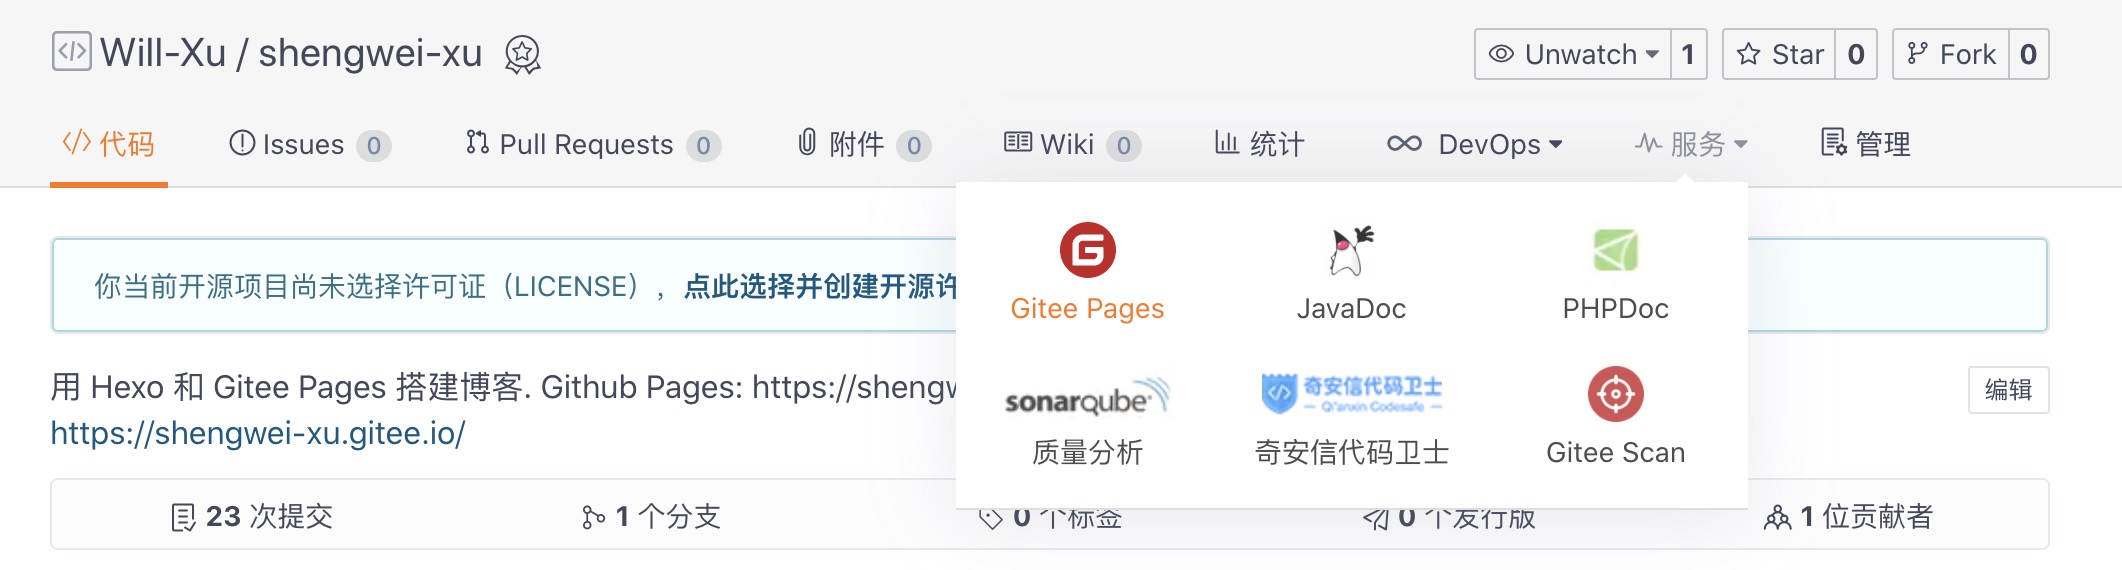 Will-Xu / shengwei-xu
Unwatch 1 Star 0 Fork 0
代码 Issues 0 Pull Requests 0 附件 0 Wiki 0 统计 DevOps 服务 管理
你当前开源项目尚未选择许可证（LICENSE），点此选择并创建开源许
Gitee Pages JavaDoc PHPDoc
用 Hexo 和 Gitee Pages 搭建博客. Github Pages: https://shengw
编辑
https://shengwei-xu.gitee.io/
sonarqube 奇安信代码卫士
Qi'anxin Codesafe
质量分析 奇安信代码卫士 Gitee Scan
23 次提交 1 个分支 0 个标签 0 个发行版 1 位贡献者